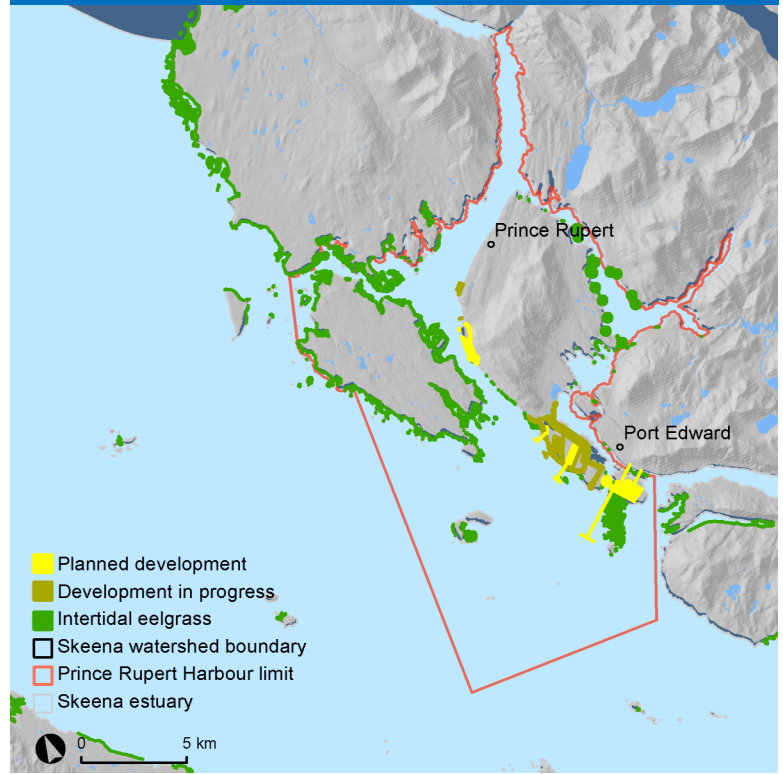 Prince Rupert
Port Edward
Planned development
Development in progress
Intertidal eelgrass
Skeena watershed boundary
Prince Rupert Harbour limit
Skeena estuary
0 5 km